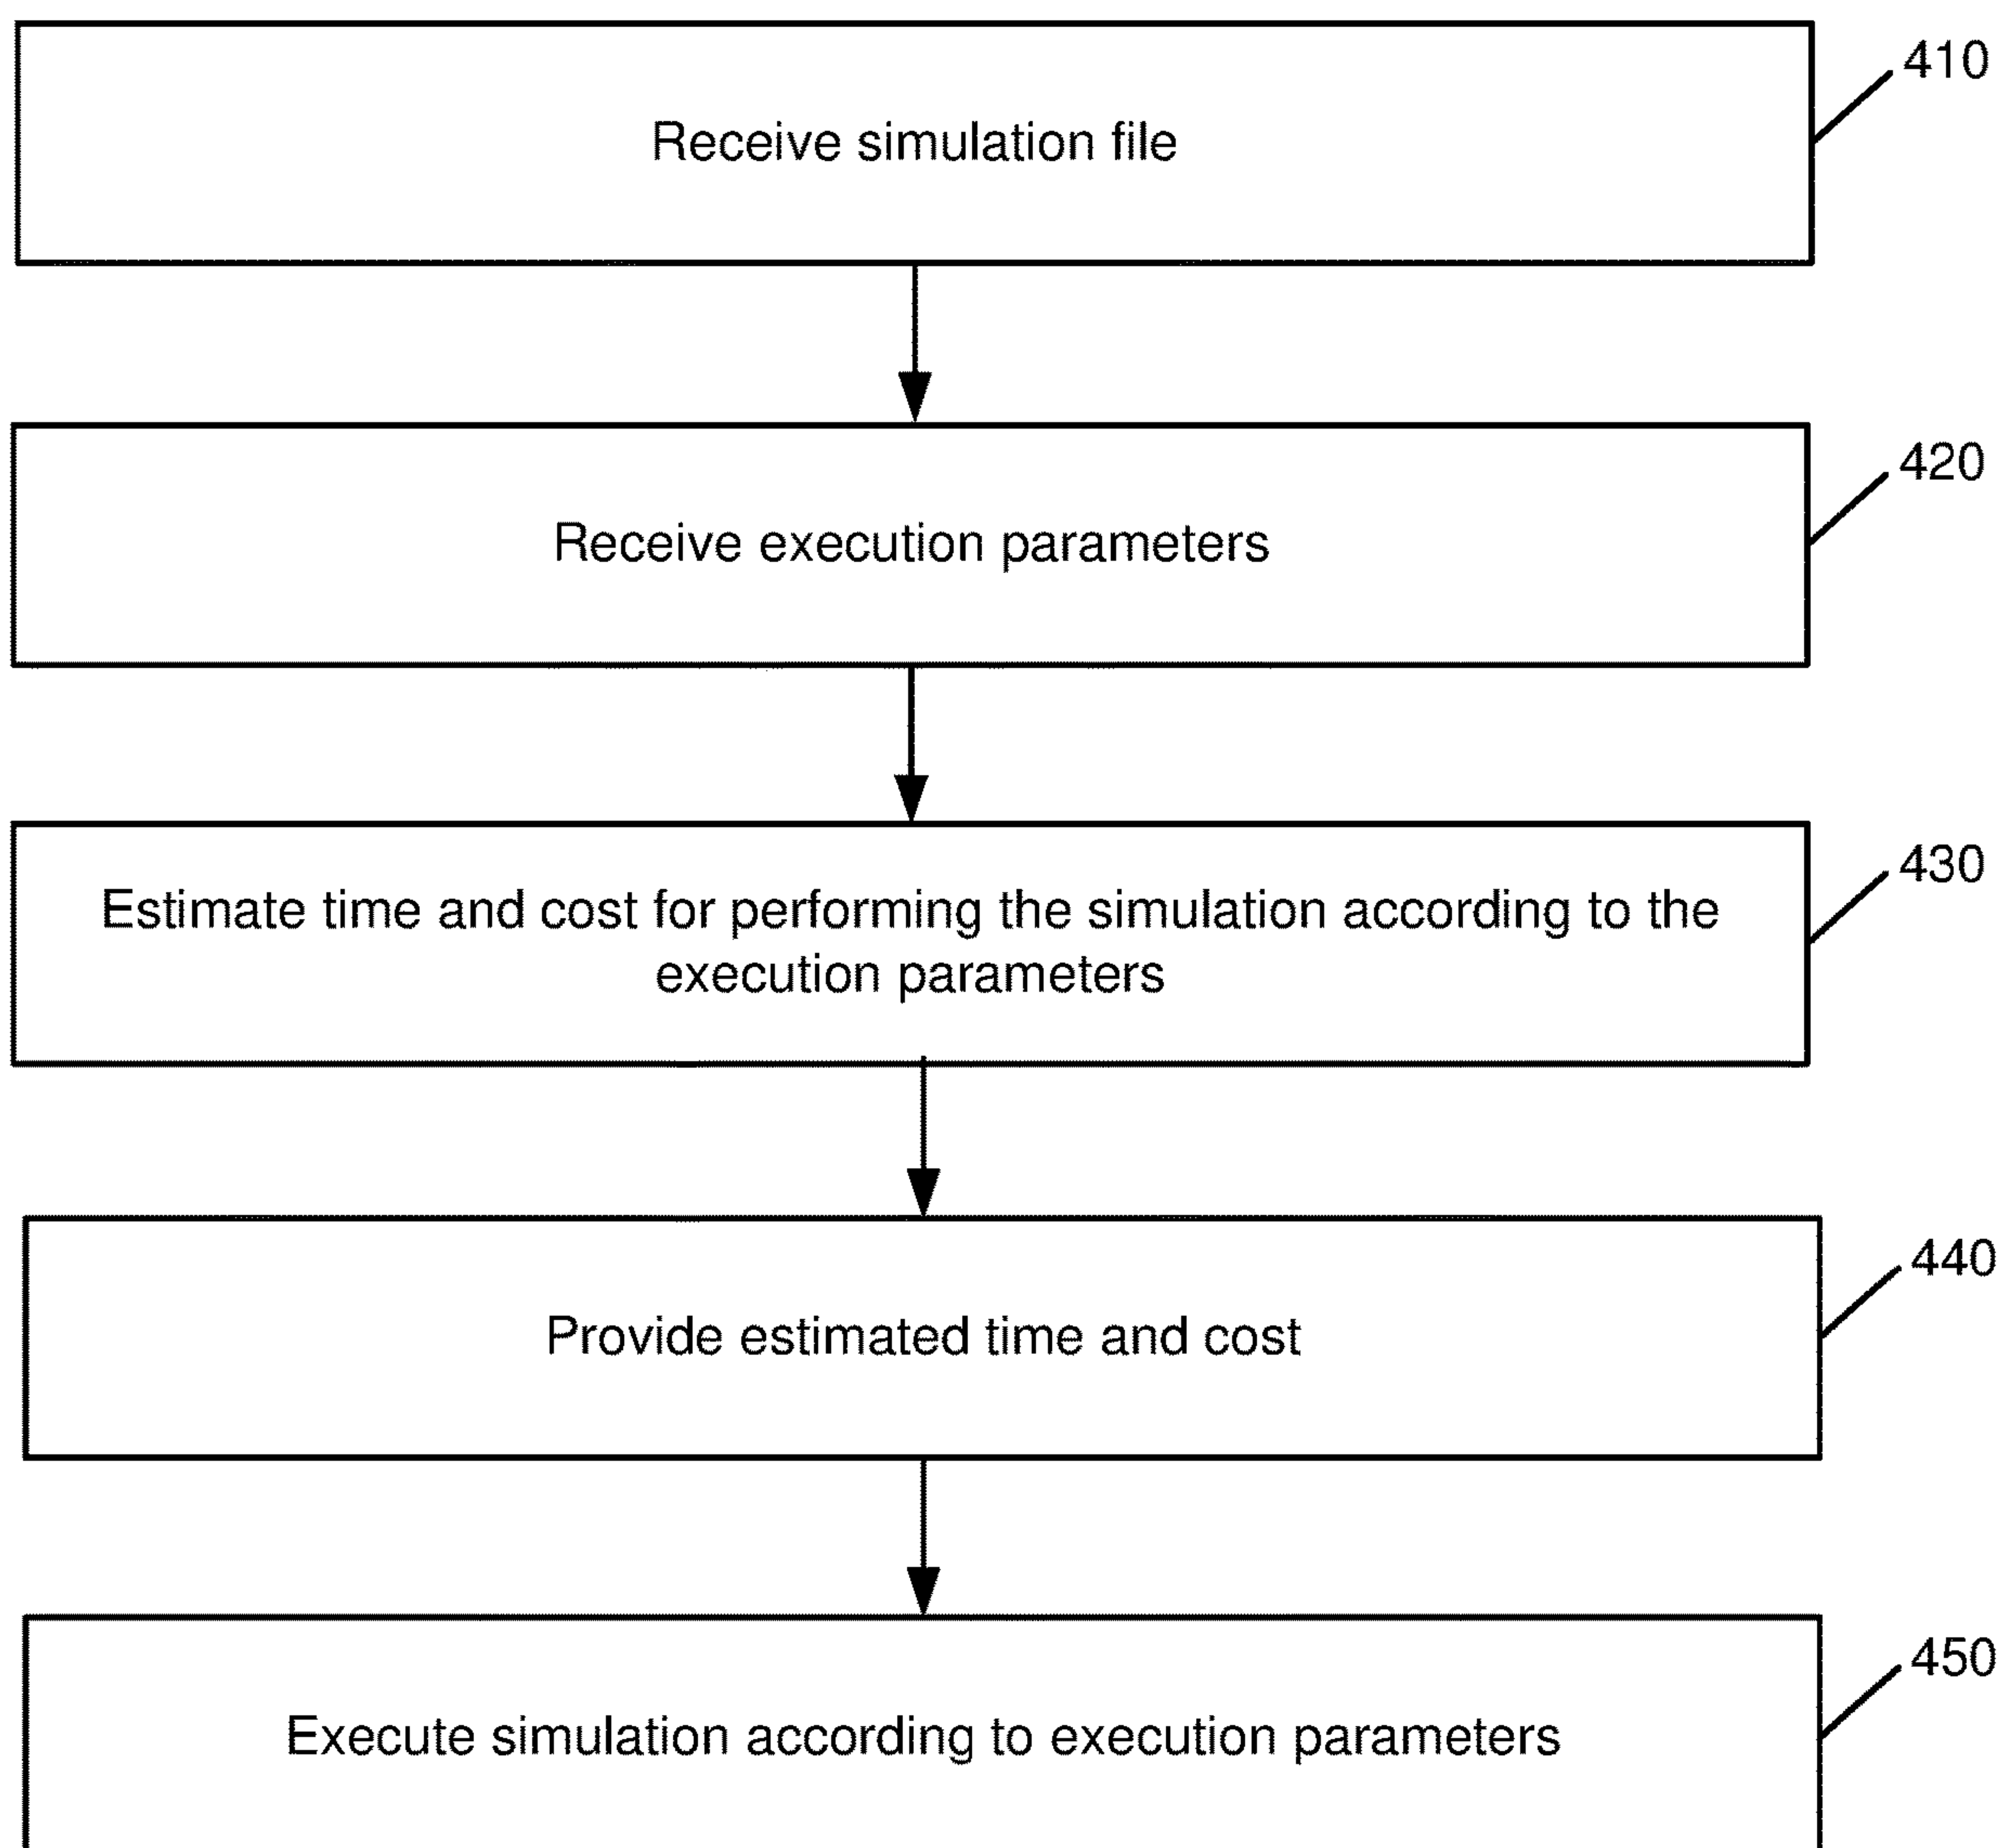 410
Receive simulation file
420
Receive execution parameters
430
Estimate time and cost for performing the simulation according to the
execution parameters
440
Provide estimated time and cost
450
Execute simulation according to execution parameters